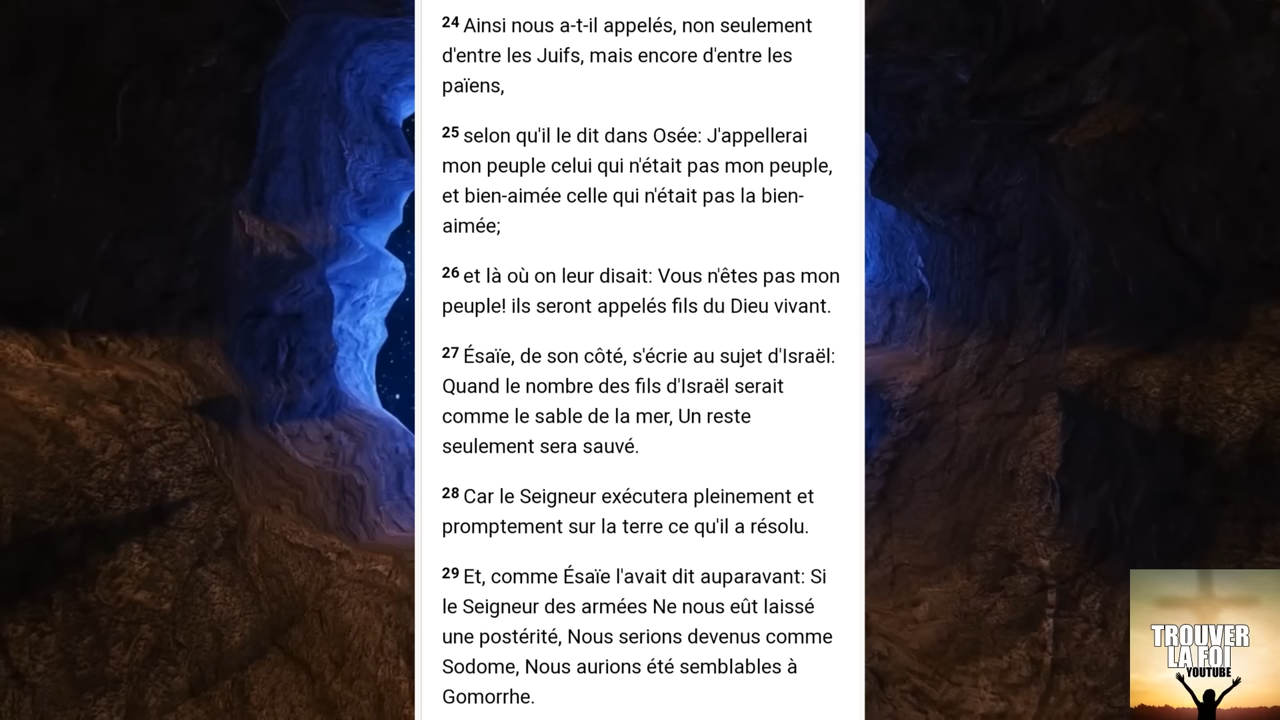 24 Ainsi nous a-t-il appelés, non seulement
d'entre les Juifs, mais encore d'entre les
païens,
25 selon qu'il le dit dans Osée: J'appellerai
mon peuple celui qui n'était pas mon peuple,
et bien-aimée celle qui n'était pas la bien-
aimée;
26 et là où on leur disait: Vous n'êtes pas mon
peuple! ils seront appelés fils du Dieu vivant.
27 Ésaïe, de son côté, s'écrie au sujet d'Israël:
Quand le nombre des fils d'Israël serait
comme le sable de la mer, Un reste
seulement sera sauvé.
28 Car le Seigneur exécutera pleinement et
promptement sur la terre ce qu'il a résolu.
29 Et, comme Ésaïe l'avait dit auparavant: Si
le Seigneur des armées Ne nous eût laissé
une postérité, Nous serions devenus comme
Sodome, Nous aurions été semblables à
Gomorrhe.
TROUVER
LA FOI
YOUTUBE